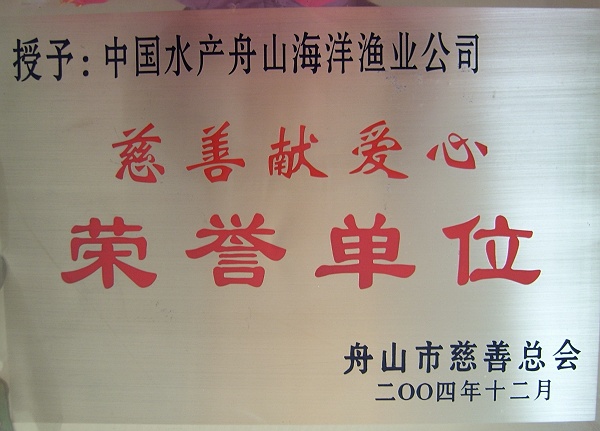 授予：中国水产舟山海洋渔业公司
慈善献爱心
荣誉单位
舟山市慈善总会
二OO四年十二月